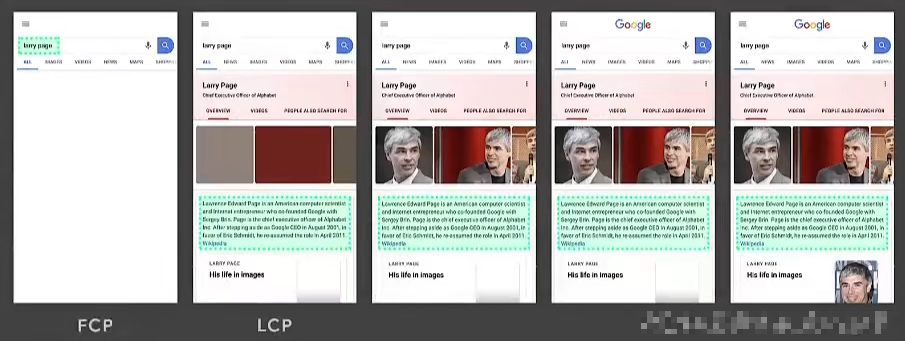 larry page
ALL IMAGES VIDEOS NEWS MAPS
FCP
larry page
ALL NEWS IMAGES VIDEOS MAPS
Larry Page
Chief Executive Officer of Alphabet
OVERVIEW VIDEOS PEOPLE ALSO SEARCH FOR
Lawrence Edward Page is an American computer scientist
and Internet entrepreneur who co-founded Google with
Sergey Brin. Page is the chief executive officer of Alphabet
Inc. After stepping aside as Google CEO in August 2001, in
favor of Eric Schmidt, he re-assumed the role in April 2011.
Wikipedia
LARRY PAGE
His life in images
LCP
larry page
ALL IMAGES NEWS VIDEOS MAPS
Larry Page
Chief Executive Officer of Alphabet
OVERVIEW VIDEOS PEOPLE ALSO SEARCH FOR
Lawrence Edward Page is an American computer scientist
and Internet entrepreneur who co-founded Google with
Sergey Brin. Page is the chief executive officer of Alphabet
Inc. After stepping aside as Google CEO in August 2001, in
favor of Eric Schmidt, he re-assumed the role in April 2011.
Wikipedia
LARRY PAGE
His life in images
Google
larry page
ALL NEWS IMAGES VIDEOS MAPS
Larry Page
Chief Executive Officer of Alphabet
OVERVIEW VIDEOS PEOPLE ALSO SEARCH FOR
Lawrence Edward Page is an American computer scientist
and Internet entrepreneur who co-founded Google with
Sergey Brin. Page is the chief executive officer of Alphabet
Inc. After stepping aside as Google CEO in August 2001, in
favor of Eric Schmidt, he re-assumed the role in April 2011.
Wikipedia
LARRY PAGE
His life in images
Google
larry page
ALL NEWS IMAGES VIDEOS MAPS
Larry Page
Chief Executive Officer of Alphabet
OVERVIEW VIDEOS PEOPLE ALSO SEARCH FOR
Lawrence Edward Page is an American computer scientist
and Internet entrepreneur who co-founded Google with
Sergey Brin. Page is the chief executive officer of Alphabet
Inc. After stepping aside as Google CEO in August 2001, in
favor of Eric Schmidt, he re-assumed the role in April 2011.
Wikipedia
LARRY PAGE
His life in images